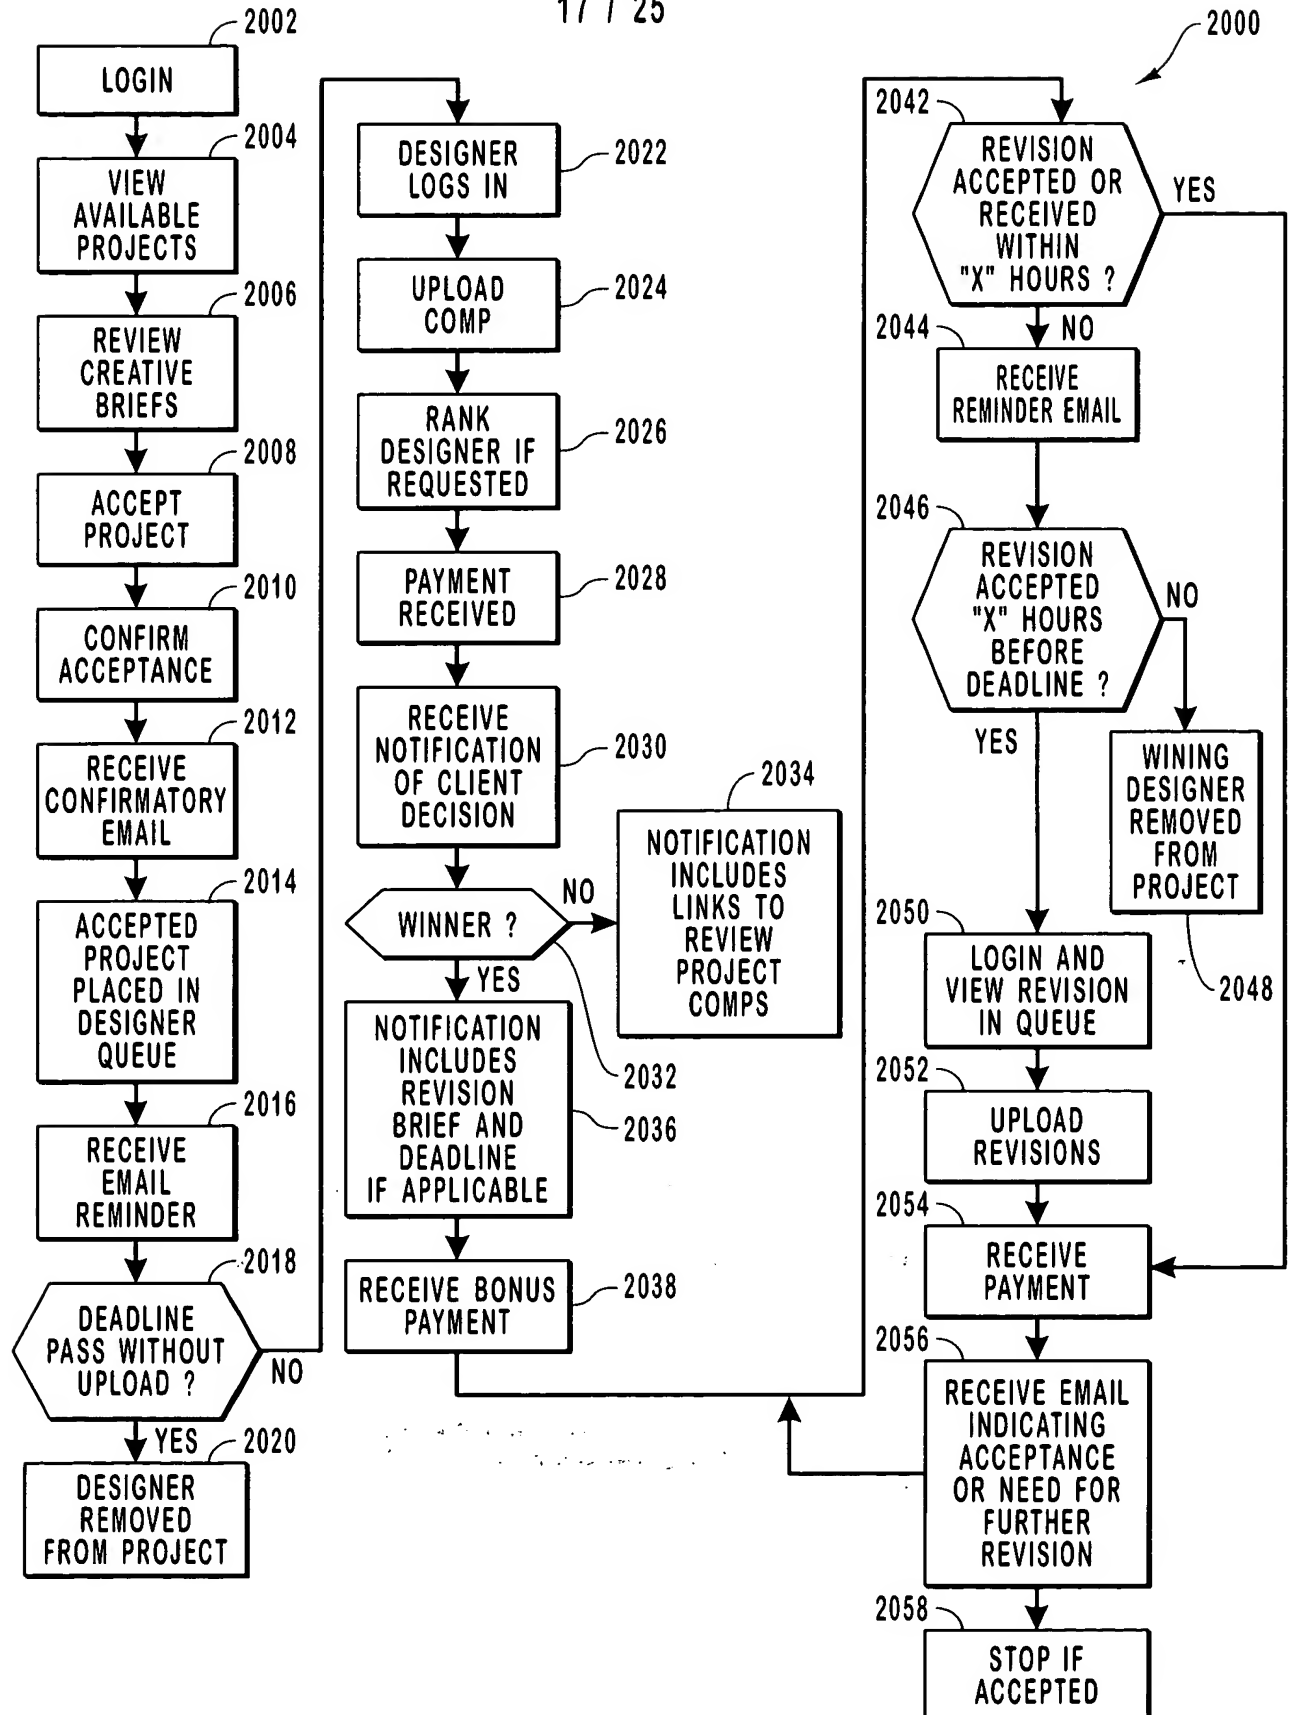 17 / 25
2000
2002
LOGIN
2004
VIEW
AVAILABLE
PROJECTS
2006
REVIEW
CREATIVE
BRIEFS
2008
ACCEPT
PROJECT
2010
CONFIRM
ACCEPTANCE
2012
RECEIVE
CONFIRMATORY
EMAIL
2014
ACCEPTED
PROJECT
PLACED IN
DESIGNER
QUEUE
2016
RECEIVE
EMAIL
REMINDER
2018
DEADLINE
PASS WITHOUT
UPLOAD ?
NO
YES
2020
DESIGNER
REMOVED
FROM PROJECT
DESIGNER
LOGS IN
2022
UPLOAD
COMP
2024
RANK
DESIGNER IF
REQUESTED
2026
PAYMENT
RECEIVED
2028
RECEIVE
NOTIFICATION
OF CLIENT
DECISION
2030
WINNER ?
2032
NO
YES
2034
NOTIFICATION
INCLUDES
LINKS TO
REVIEW
PROJECT
COMPS
NOTIFICATION
INCLUDES
REVISION
BRIEF AND
DEADLINE
IF APPLICABLE
2036
RECEIVE BONUS
PAYMENT
2038
2042
REVISION
ACCEPTED OR
RECEIVED
WITHIN
"X" HOURS ?
YES
NO
2044
RECEIVE
REMINDER EMAIL
2046
REVISION
ACCEPTED
"X" HOURS
BEFORE
DEADLINE ?
NO
YES
WINING
DESIGNER
REMOVED
FROM
PROJECT
2048
2050
LOGIN AND
VIEW REVISION
IN QUEUE
2052
UPLOAD
REVISIONS
2054
RECEIVE
PAYMENT
2056
RECEIVE EMAIL
INDICATING
ACCEPTANCE
OR NEED FOR
FURTHER
REVISION
2058
STOP IF
ACCEPTED